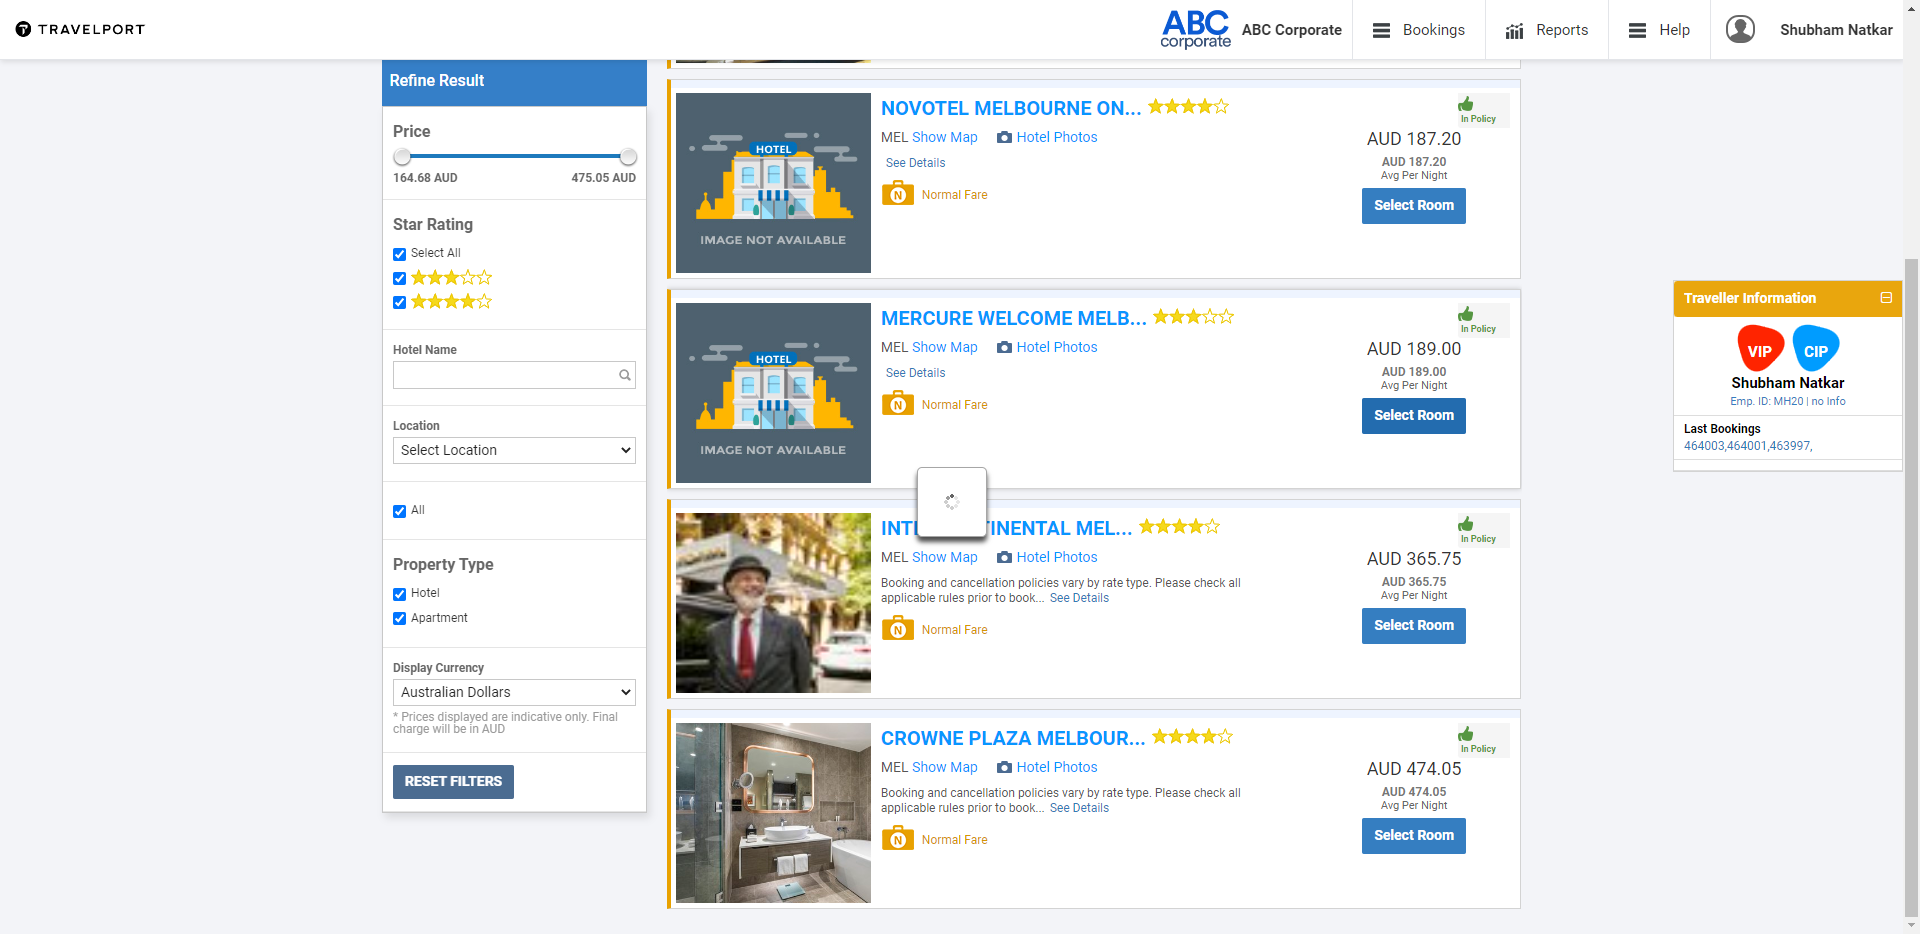 TRAVELPORT
ABC
corporate
ABC Corporate
Bookings
Reports
Help
Shubham Natkar
Refine Result
Price
164.68 AUD
475.05 AUD
Star Rating
Select All
Hotel Name
Location
Select Location
All
Property Type
Hotel
Apartment
Display Currency
Australian Dollars
* Prices displayed are indicative only. Final
charge will be in AUD
RESET FILTERS
HOTEL
IMAGE NOT AVAILABLE
NOVOTEL MELBOURNE ON...
MEL Show Map Hotel Photos
See Details
N Normal Fare
In Policy
AUD 187.20
AUD 187.20
Avg Per Night
Select Room
HOTEL
IMAGE NOT AVAILABLE
MERCURE WELCOME MELB...
MEL Show Map Hotel Photos
See Details
N Normal Fare
In Policy
AUD 189.00
AUD 189.00
Avg Per Night
Select Room
MEL...
MEL Show Map Hotel Photos
Booking and cancellation policies vary by rate type. Please check all
applicable rules prior to book... See Details
N Normal Fare
In Policy
AUD 365.75
AUD 365.75
Avg Per Night
Select Room
CROWNE PLAZA MELBOUR...
MEL Show Map Hotel Photos
Booking and cancellation policies vary by rate type. Please check all
applicable rules prior to book... See Details
N Normal Fare
In Policy
AUD 474.05
AUD 474.05
Avg Per Night
Select Room
Traveller Information
VIP
CIP
Shubham Natkar
Emp. ID: MH20 | no Info
Last Bookings
464003,464001,463997,